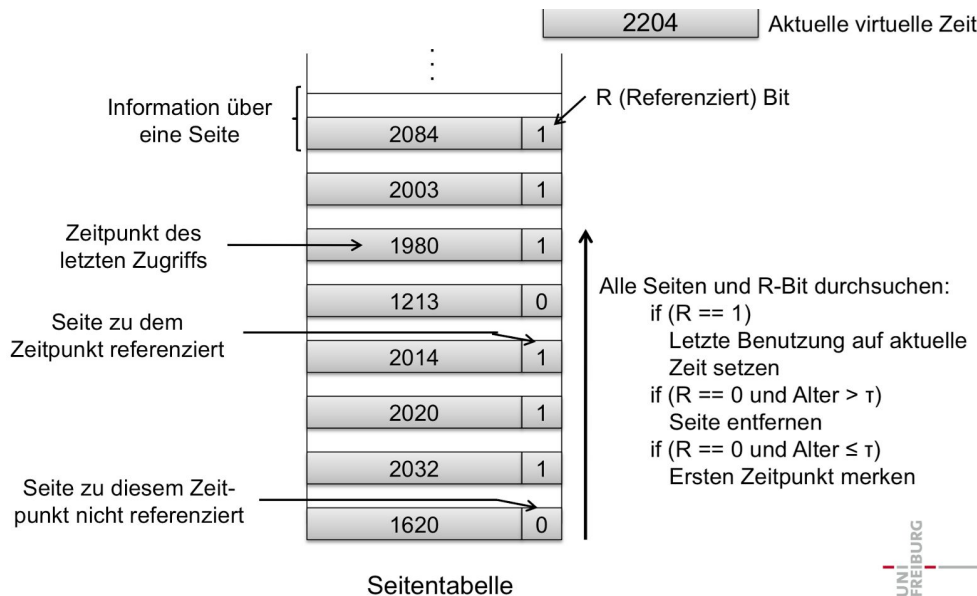 2204
Aktuelle virtuelle Zeit
Information über
eine Seite
R (Referenziert) Bit
2084 1
2003 1
Zeitpunkt des
letzten Zugriffs
1980 1
1213 0
Seite zu dem
Zeitpunkt referenziert
2014 1
2020 1
2032 1
Seite zu diesem Zeit-
punkt nicht referenziert
1620 0
Alle Seiten und R-Bit durchsuchen:
if (R == 1)
Letzte Benutzung auf aktuelle
Zeit setzen
if (R == 0 und Alter > τ)
Seite entfernen
if (R == 0 und Alter ≤ τ)
Ersten Zeitpunkt merken
Seitentabelle
UNI
FREIBURG